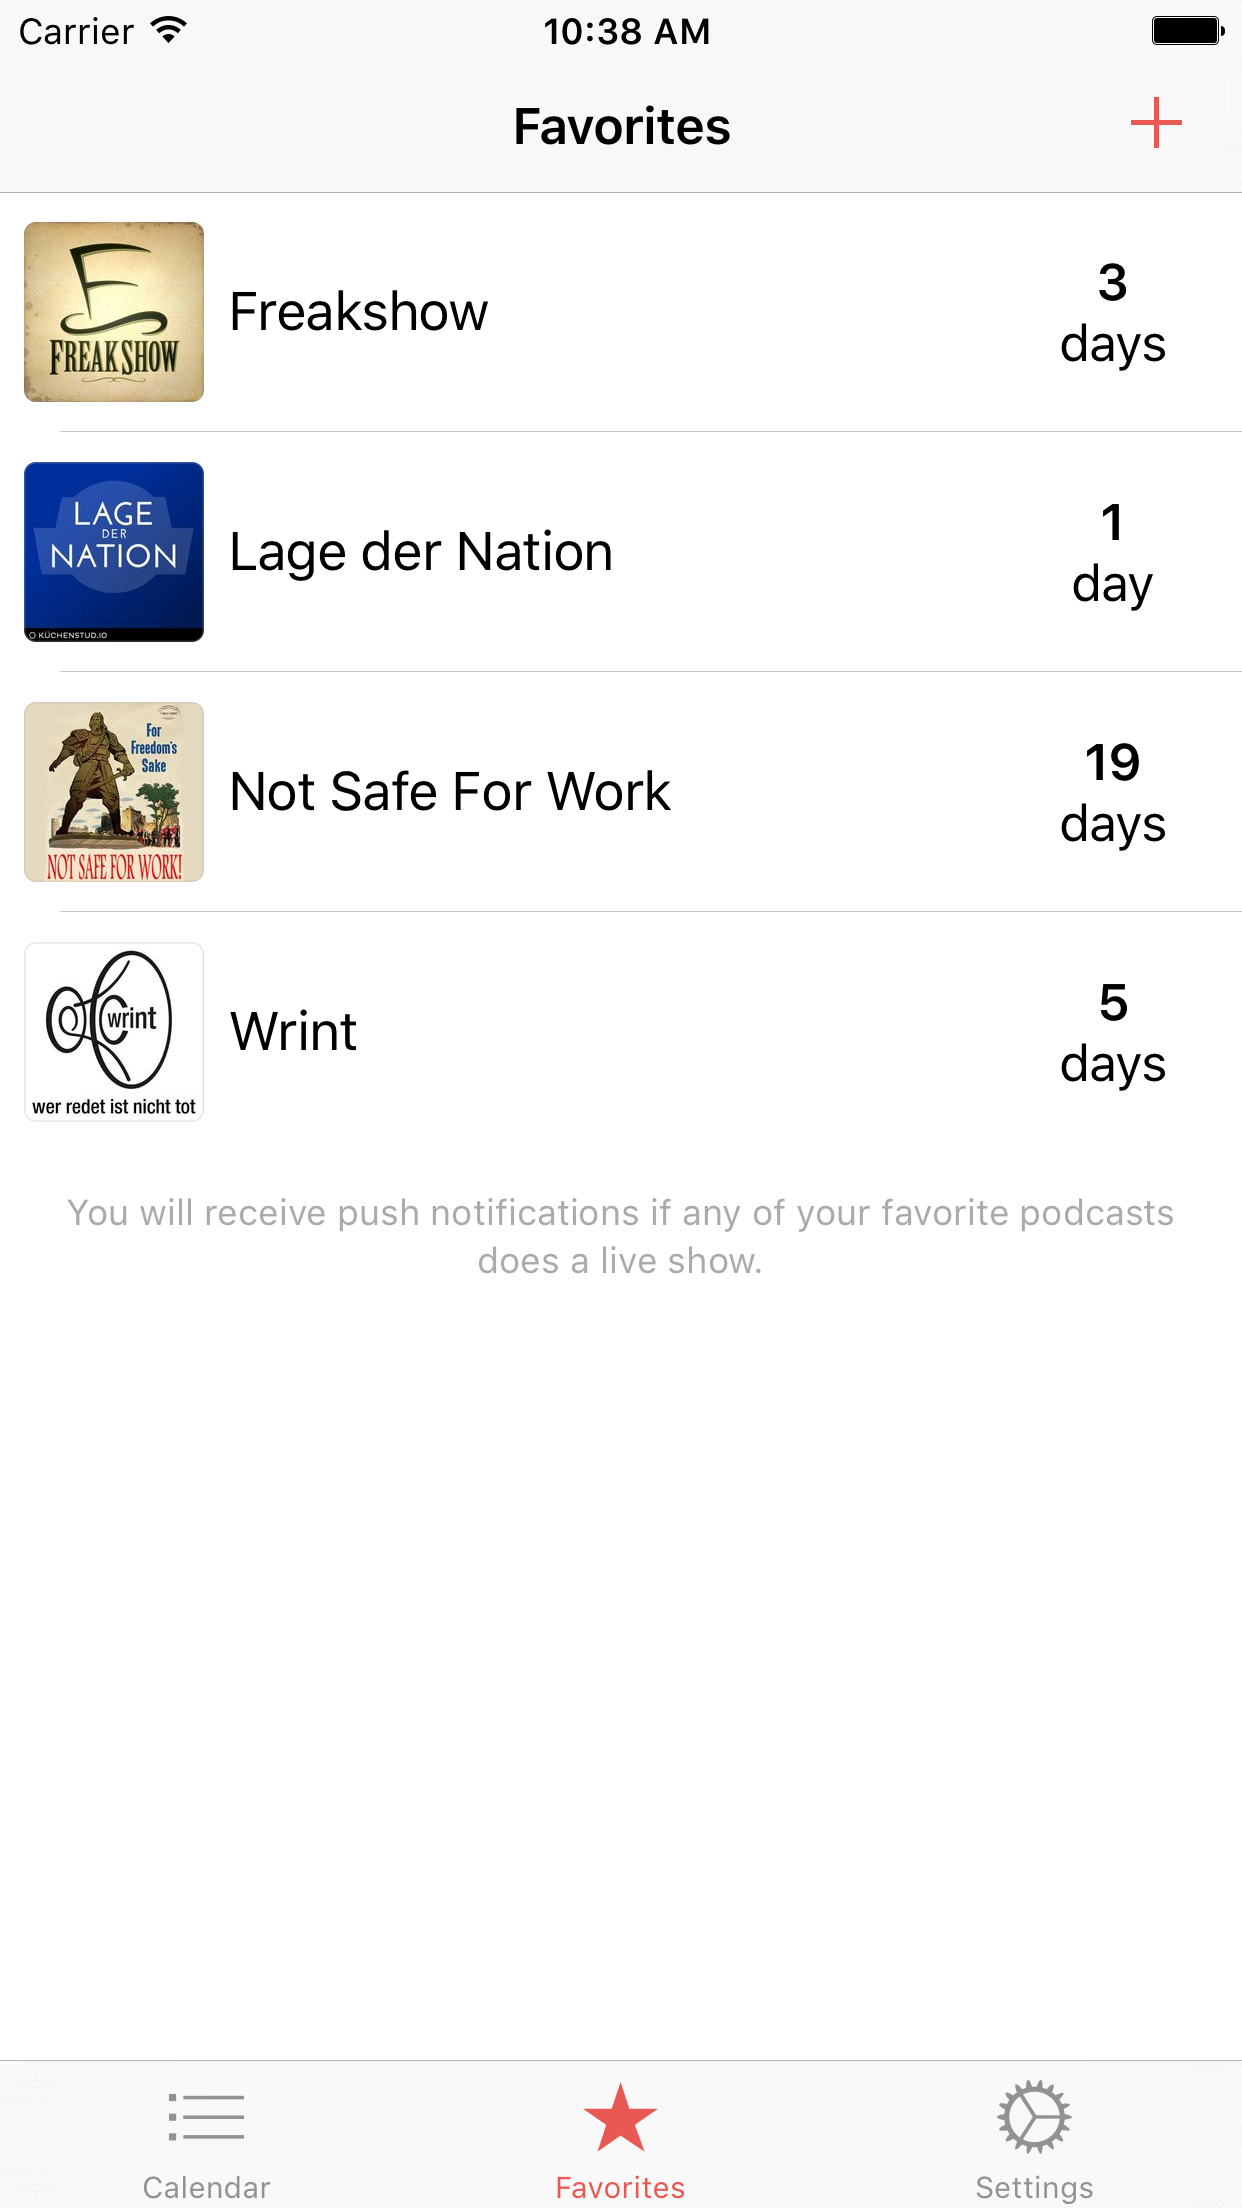 Carrier
10:38 AM
Favorites
FREAK SHOW
Freakshow
3
days
LAGE
DER
NATION
KÜCHENSTUD.IO
Lage der Nation
1
day
For
Freedom's
Sake
NOT SAFE FOR WORK!
Not Safe For Work
19
days
wrint
wer redet ist nicht tot
Wrint
5
days
You will receive push notifications if any of your favorite podcasts
does a live show.
Calendar
Favorites
Settings